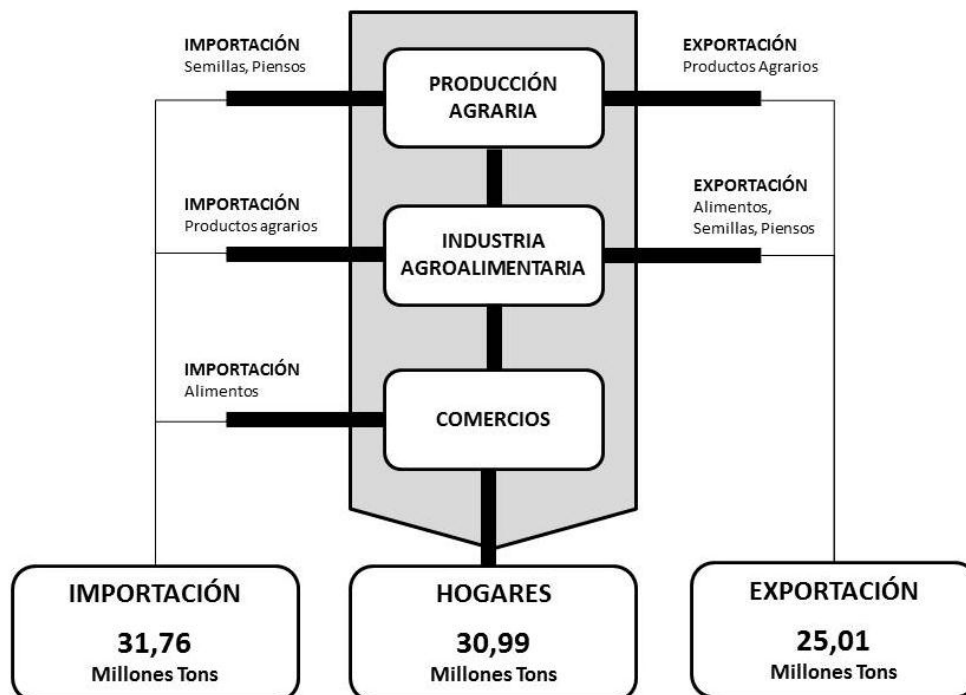 IMPORTACIÓN
Semillas, Piensos
PRODUCCIÓN
AGRARIA
EXPORTACIÓN
Productos Agrarios
IMPORTACIÓN
Productos agrarios
INDUSTRIA
AGROALIMENTARIA
EXPORTACIÓN
Alimentos,
Semillas, Piensos
IMPORTACIÓN
Alimentos
COMERCIOS
IMPORTACIÓN
31,76
Millones Tons
HOGARES
30,99
Millones Tons
EXPORTACIÓN
25,01
Millones Tons